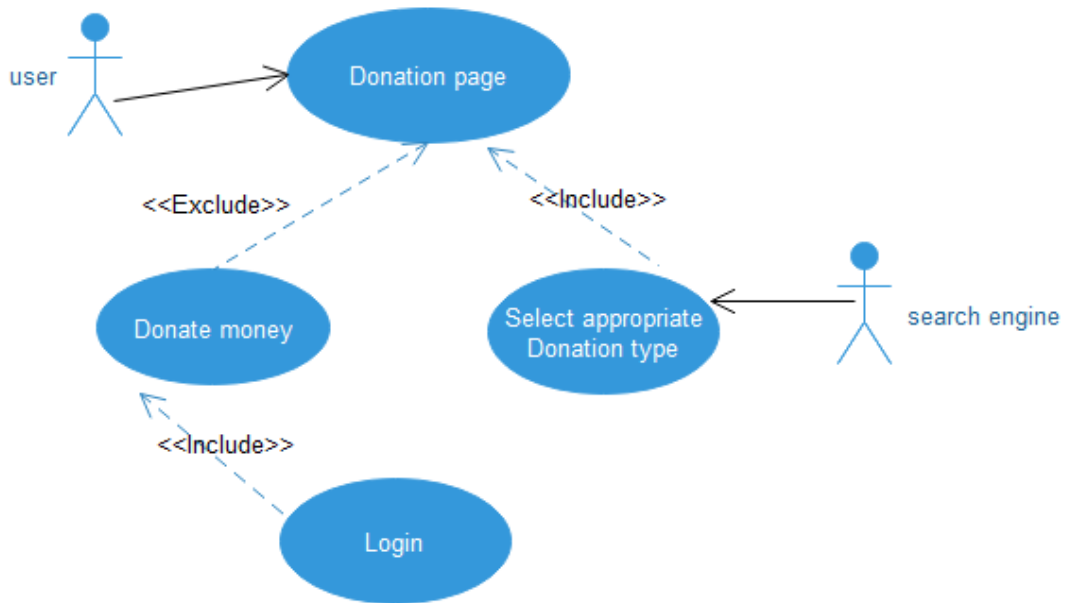 user
Donation page
<<Exclude>>
<<Include>>
Donate money
Select appropriate
Donation type
search engine
<<Include>>
Login